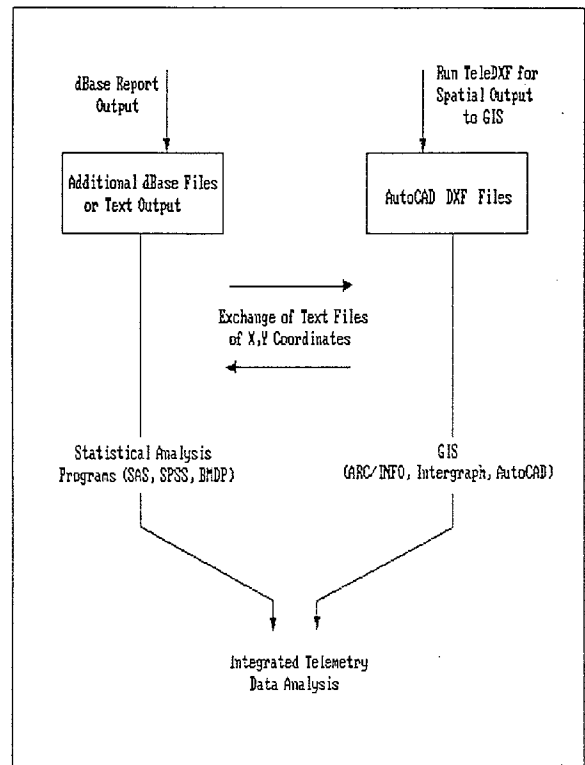 dBase Report
Output
Run TeleDXF for
Spatial Output
to GIS
Additional dBase Files
or Text Output
AutoCAD DXF Files
Exchange of Text Files
of X,Y Coordinates
Statistical Analysis
Programs (SAS, SPSS, BMDP)
GIS
(ARC/INFO, Intergraph, AutoCAD)
Integrated Telemetry
Data Analysis